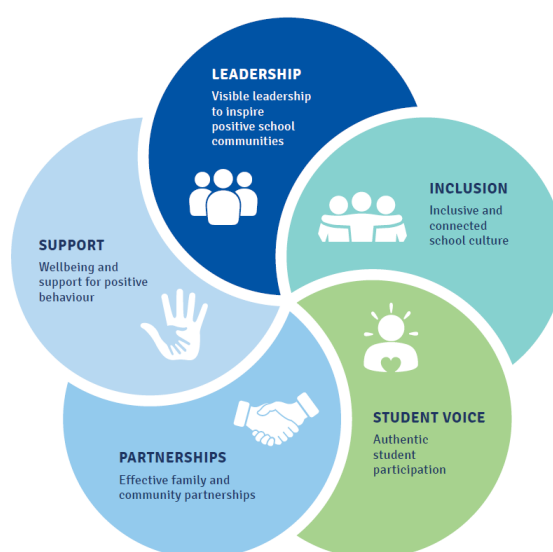 LEADERSHIP
Visible leadership
to inspire
positive school
communities
INCLUSION
Inclusive and
connected
school culture
STUDENT VOICE
Authentic
student
participation
PARTNERSHIPS
Effective family and
community partnerships
SUPPORT
Wellbeing and
support for positive
behaviour